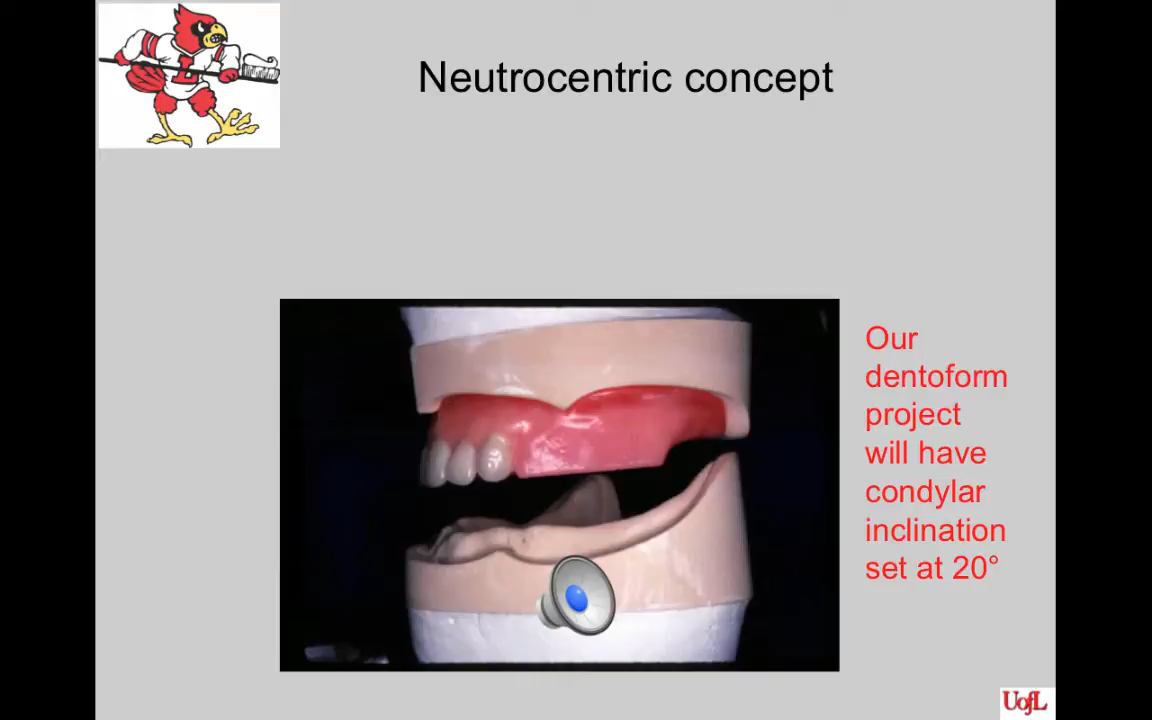 L
Neutrocentric concept
Our
dentoform
project
will have
condylar
inclination
set at 20°
UofL